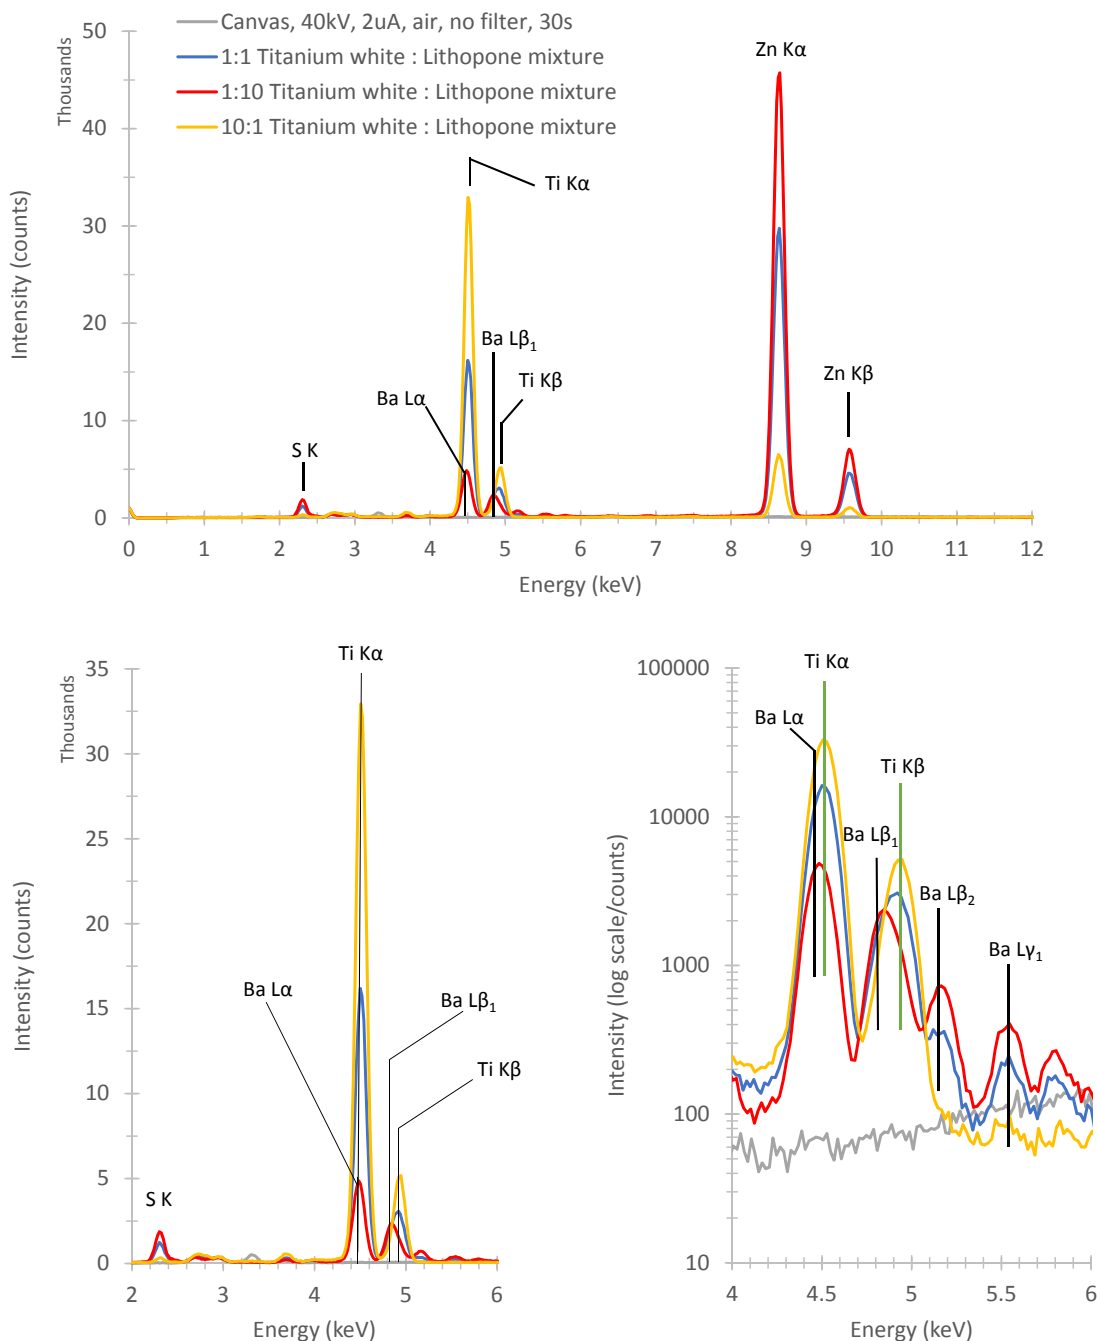 Canvas, 40kV, 2uA, air, no filter, 30s
1:1 Titanium white : Lithopone mixture
1:10 Titanium white : Lithopone mixture
10:1 Titanium white : Lithopone mixture
Thousands
Intensity (counts)
50
40
30
20
10
0
Zn Kα
Ti Kα
Ba Lβ₁
Ba Lα
Ti Kβ
Zn Kβ
S K
0 1 2 3 4 5 6 7 8 9 10 11 12
Energy (keV)
Thousands
Intensity (counts)
35
30
25
20
15
10
5
0
Ti Kα
Ba Lα
Ba Lβ₁
Ti Kβ
S K
2 3 4 5 6
Energy (keV)
Intensity (log scale/counts)
100000
10000
1000
100
10
Ti Kα
Ba Lα
Ti Kβ
Ba Lβ₁
Ba Lβ₂
Ba Lγ₁
4 4.5 5 5.5 6
Energy (keV)